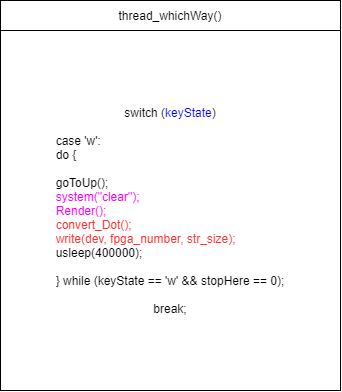 thread_whichWay()
switch (keyState)
case 'w':
do {
goToUp();
system("clear");
Render();
convert_Dot();
write(dev, fpga_number, str_size);
usleep(400000);
} while (keyState == 'w' && stopHere == 0);
break;